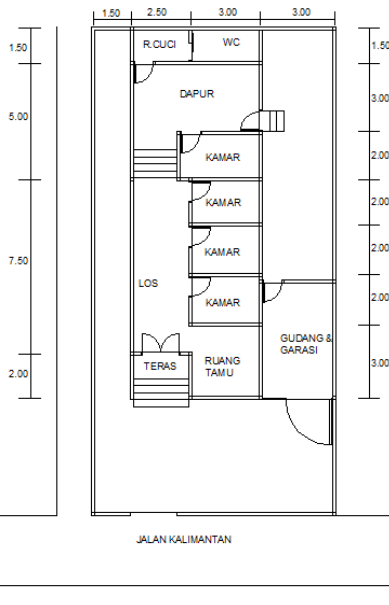 1.50 2.50 3.00 3.00
1.50
5.00
7.50
2.00
R.CUCI WC
DAPUR
KAMAR
KAMAR
KAMAR
KAMAR
LOS
TERAS
RUANG
TAMU
GUDANG &
GARASI
1.50
3.00
2.00
2.00
2.00
2.00
3.00
JALAN KALIMANTAN